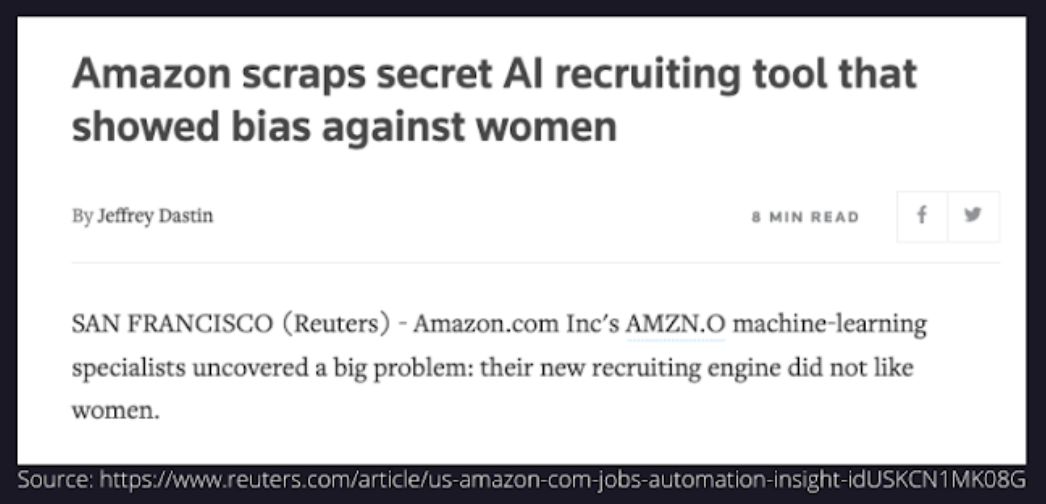 Amazon scraps secret AI recruiting tool that
showed bias against women
By Jeffrey Dastin
8 MIN READ
SAN FRANCISCO (Reuters) - Amazon.com Inc's AMZN.O machine-learning
specialists uncovered a big problem: their new recruiting engine did not like
women.
Source: https://www.reuters.com/article/us-amazon-com-jobs-automation-insight-idUSKCN1MK08G